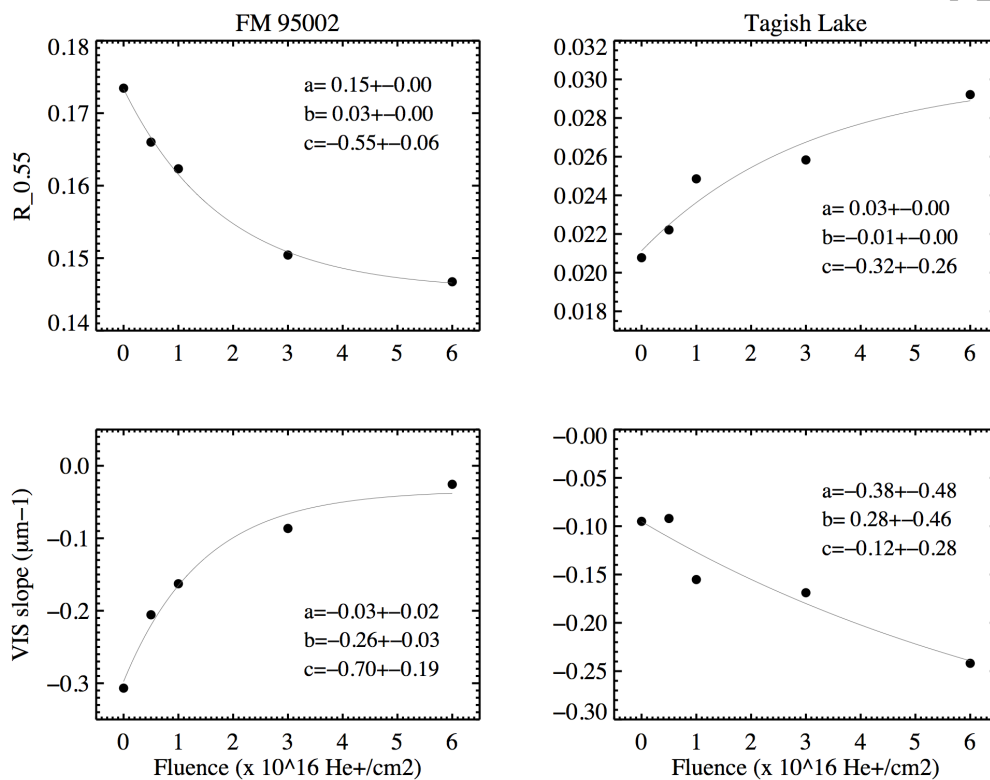 FM 95002
0.18
0.17
0.16
0.15
0.14
R_0.55
a= 0.15+−0.00
b= 0.03+−0.00
c=−0.55+−0.06
0 1 2 3 4 5 6
Tagish Lake
0.032
0.030
0.028
0.026
0.024
0.022
0.020
0.018
a= 0.03+−0.00
b=−0.01+−0.00
c=−0.32+−0.26
0 1 2 3 4 5 6
0.0
−0.1
−0.2
−0.3
VIS slope (μm−1)
a=−0.03+−0.02
b=−0.26+−0.03
c=−0.70+−0.19
0 1 2 3 4 5 6
Fluence (x 10^16 He+/cm2)
−0.00
−0.05
−0.10
−0.15
−0.20
−0.25
−0.30
a=−0.38+−0.48
b= 0.28+−0.46
c=−0.12+−0.28
0 1 2 3 4 5 6
Fluence (x 10^16 He+/cm2)